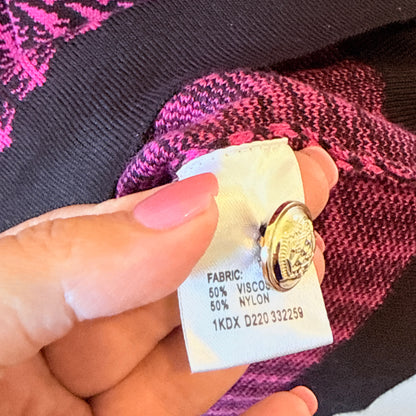 FABRIC:
50% VISCOS
50% NYLON
1KDX D220 332259